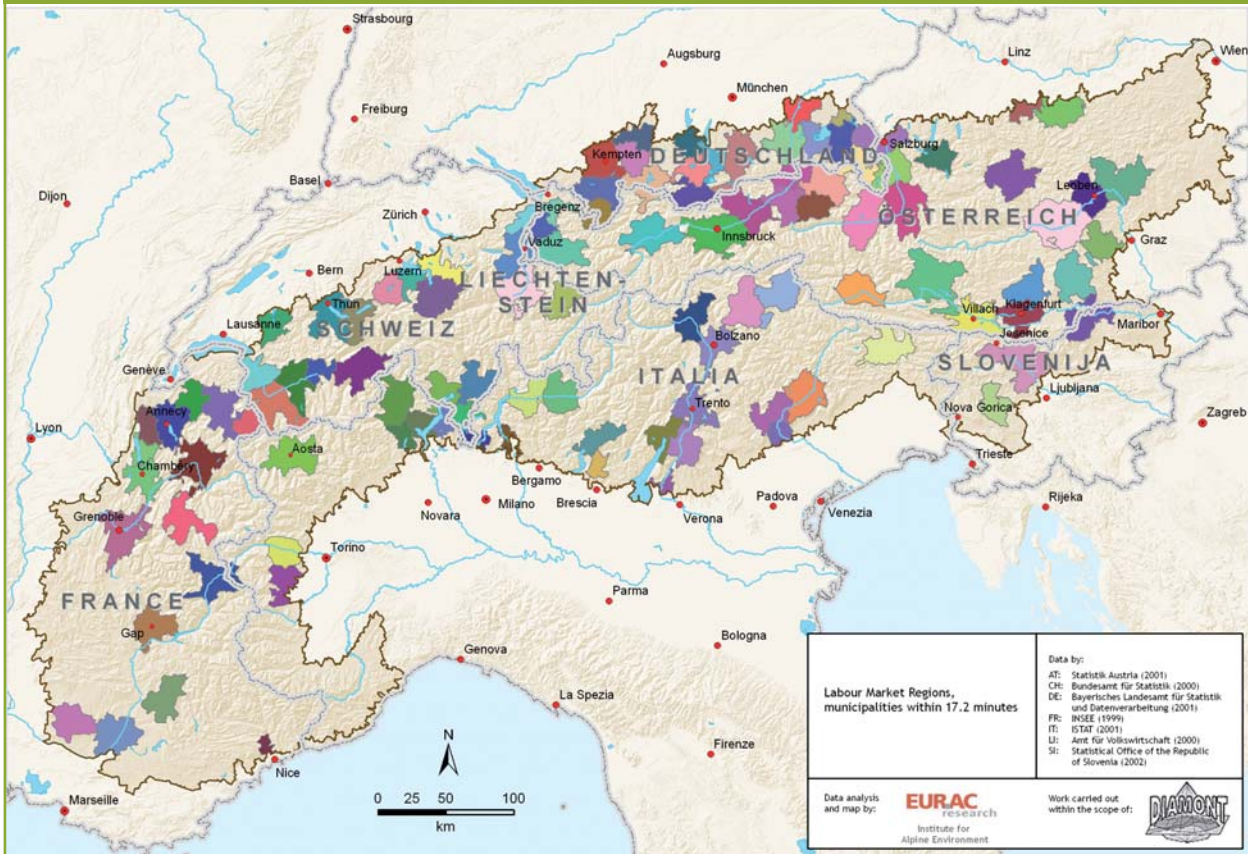 Strasbourg
Augsburg
Linz
Wien
München
Freiburg
Kempten
DEUTSCHLAND
Salzburg
Basel
Dijon
Bregenz
Leoben
Zürich
ÖSTERREICH
Innsbruck
Graz
Vaduz
Luzern
Bern
LIECHTEN-
STEIN
Thun
SCHWEIZ
Lausanne
Klagenfurt
Villach
Maribor
Jesenice
Bolzano
SLOVENIJA
Genève
ITALIA
Ljubljana
Trento
Nova Gorica
Annecy
Zagreb
Lyon
Aosta
Chambéry
Trieste
Bergamo
Brescia
Padova
Venezia
Rijeka
Novara
Milano
Verona
Grenoble
Torino
FRANCE
Parma
Gap
Bologna
Genova
La Spezia
Firenze
Nice
Marseille
N
0 25 50 100
km
Labour Market Regions,
municipalities within 17.2 minutes
Data by:
AT: Statistik Austria (2001)
CH: Bundesamt für Statistik (2000)
DE: Bayerisches Landesamt für Statistik
und Datenverarbeitung (2001)
FR: INSEE (1999)
IT: ISTAT (2001)
LI: Amt für Volkswirtschaft (2000)
SI: Statistical Office of the Republic
of Slovenia (2002)
Data analysis
and map by:
EURAC
research
Institute for
Alpine Environment
Work carried out
within the scope of:
DIAMONT